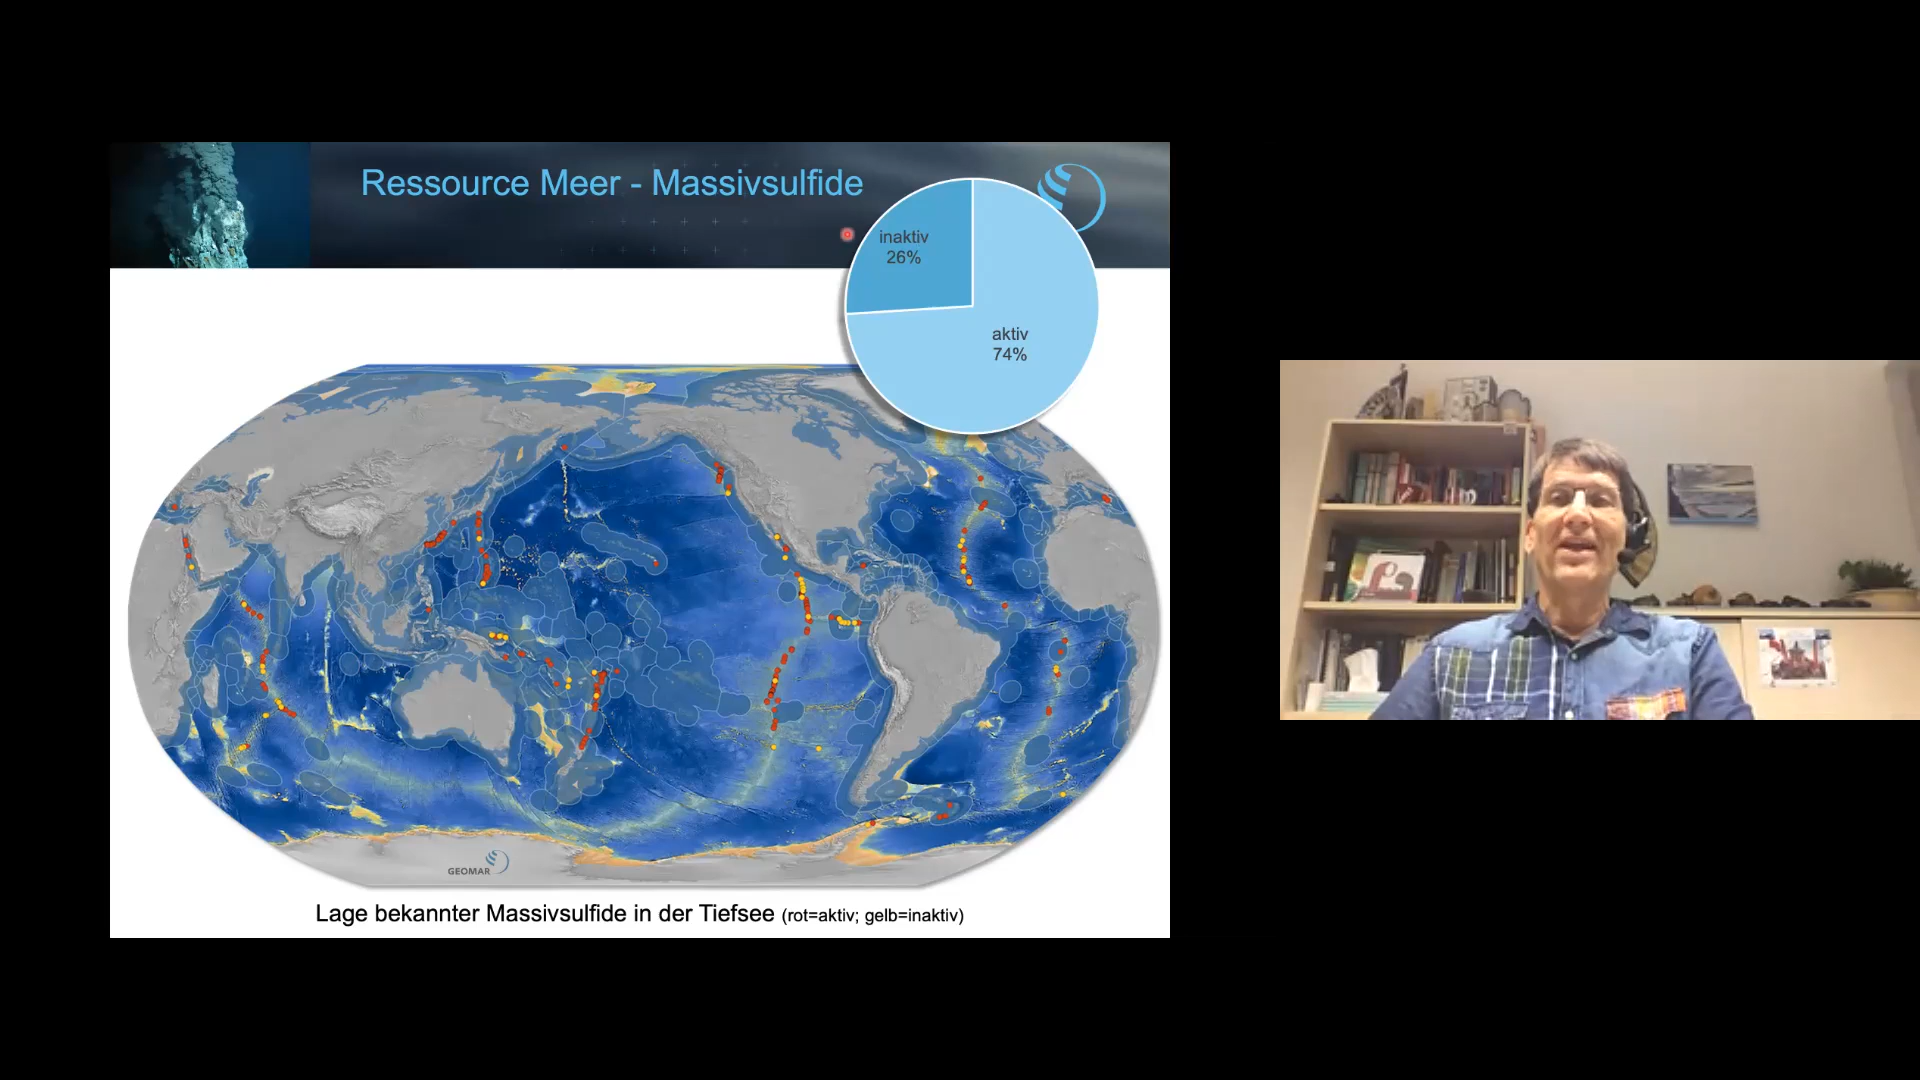 Ressource Meer - Massivsulfide
inaktiv
26%
aktiv
74%
GEOMAR
Lage bekannter Massivsulfide in der Tiefsee (rot=aktiv; gelb=inaktiv)